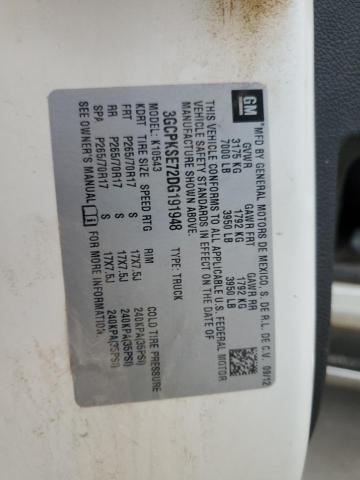 GM
MFD BY GENERAL MOTORS DE MEXICO, S. DE R.L. DE C.V. 09/12
GVWR GAWR FRT GAWR RR
3175 KG 1792 KG 1792 KG
7000 LB 3950 LB 3950 LB
THIS VEHICLE CONFORMS TO ALL APPLICABLE U.S. FEDERAL MOTOR
VEHICLE SAFETY STANDARDS IN EFFECT ON THE DATE OF
MANUFACTURE SHOWN ABOVE.
3GCPKSE72DG191948 TYPE: TRUCK
K10543
KDRT TIRE SIZE SPEED RTG RIM COLD TIRE PRESSURE
FRT P265/70R17 S 17X7.5J 240KPA(35PSI)
RR P265/70R17 S 17X7.5J 240KPA(35PSI)
SPA P265/70R17 S 17X7.5J 240KPA(35PSI)
SEE OWNER'S MANUAL FOR MORE INFORMATION.